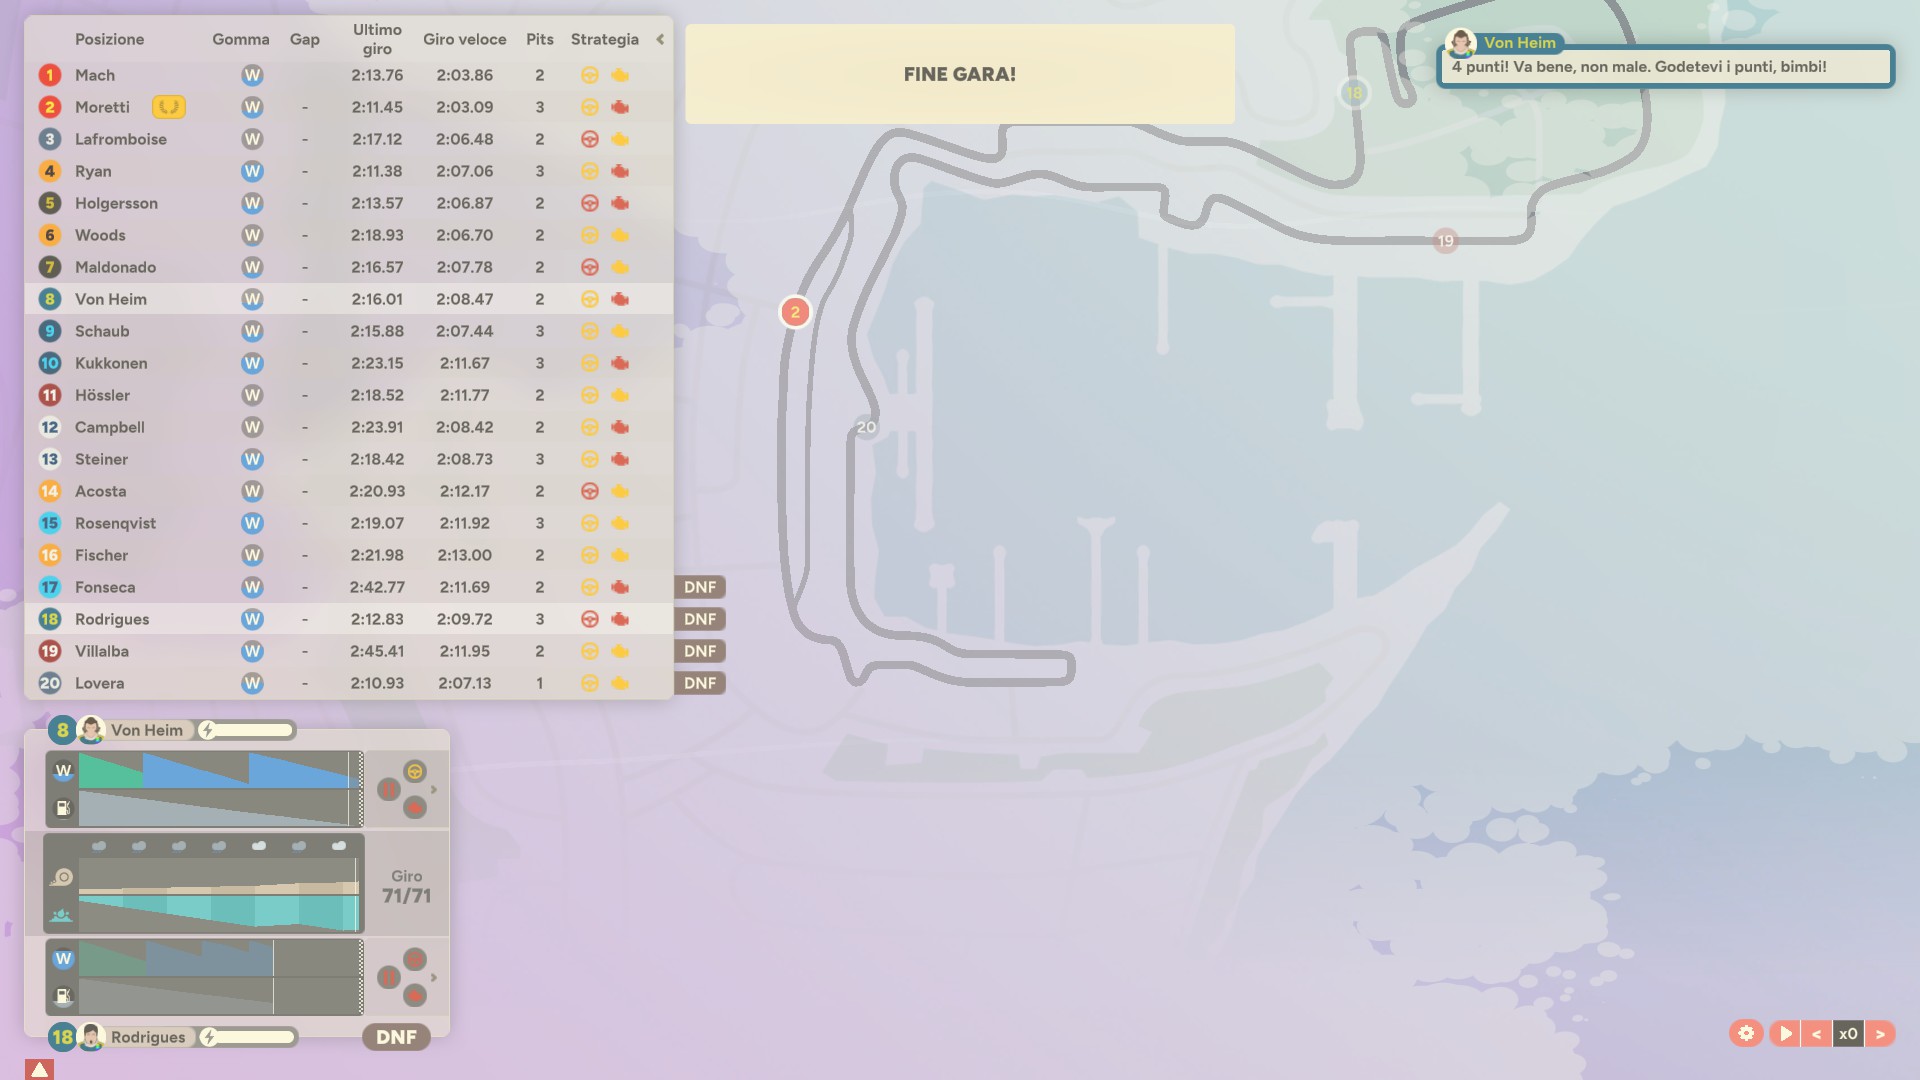 Posizione Gomma Gap Ultimo giro Giro veloce Pits Strategia
1 Mach W 2:13.76 2:03.86 2
2 Moretti W - 2:11.45 2:03.09 3
3 Lafromboise W - 2:17.12 2:06.48 2
4 Ryan W - 2:11.38 2:07.06 3
5 Holgersson W - 2:13.57 2:06.87 2
6 Woods W - 2:18.93 2:06.70 2
7 Maldonado W - 2:16.57 2:07.78 2
8 Von Heim W - 2:16.01 2:08.47 2
9 Schaub W - 2:15.88 2:07.44 3
10 Kukkonen W - 2:23.15 2:11.67 3
11 Hössler W - 2:18.52 2:11.77 2
12 Campbell W - 2:23.91 2:08.42 2
13 Steiner W - 2:18.42 2:08.73 3
14 Acosta W - 2:20.93 2:12.17 2
15 Rosenqvist W - 2:19.07 2:11.92 3
16 Fischer W - 2:21.98 2:13.00 2
17 Fonseca W - 2:42.77 2:11.69 2 DNF
18 Rodrigues W - 2:12.83 2:09.72 3 DNF
19 Villalba W - 2:45.41 2:11.95 2 DNF
20 Lovera W - 2:10.93 2:07.13 1 DNF
FINE GARA!
Von Heim
4 punti! Va bene, non male. Godetevi i punti, bimbi!
18
19
2
20
8 Von Heim
W
Giro
71/71
W
18 Rodrigues DNF
< x0 >